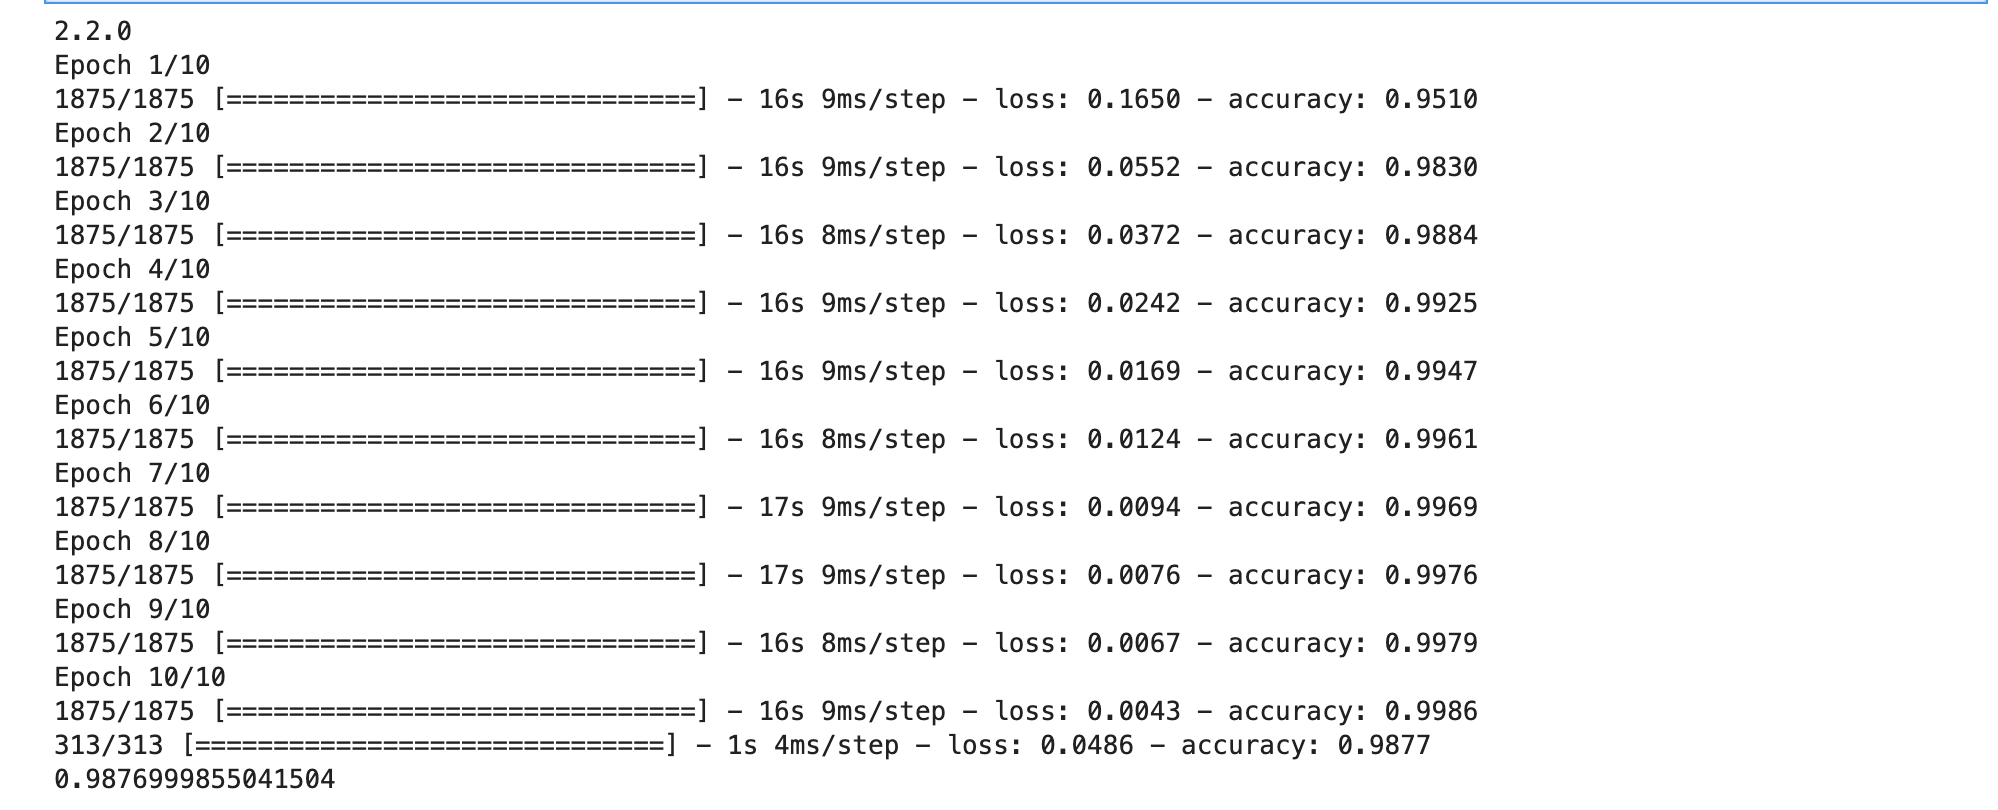 2.2.0
Epoch 1/10
1875/1875 [==============================] - 16s 9ms/step - loss: 0.1650 - accuracy: 0.9510
Epoch 2/10
1875/1875 [==============================] - 16s 9ms/step - loss: 0.0552 - accuracy: 0.9830
Epoch 3/10
1875/1875 [==============================] - 16s 8ms/step - loss: 0.0372 - accuracy: 0.9884
Epoch 4/10
1875/1875 [==============================] - 16s 9ms/step - loss: 0.0242 - accuracy: 0.9925
Epoch 5/10
1875/1875 [==============================] - 16s 9ms/step - loss: 0.0169 - accuracy: 0.9947
Epoch 6/10
1875/1875 [==============================] - 16s 8ms/step - loss: 0.0124 - accuracy: 0.9961
Epoch 7/10
1875/1875 [==============================] - 17s 9ms/step - loss: 0.0094 - accuracy: 0.9969
Epoch 8/10
1875/1875 [==============================] - 17s 9ms/step - loss: 0.0076 - accuracy: 0.9976
Epoch 9/10
1875/1875 [==============================] - 16s 8ms/step - loss: 0.0067 - accuracy: 0.9979
Epoch 10/10
1875/1875 [==============================] - 16s 9ms/step - loss: 0.0043 - accuracy: 0.9986
313/313 [==============================] - 1s 4ms/step - loss: 0.0486 - accuracy: 0.9877
0.9876999855041504